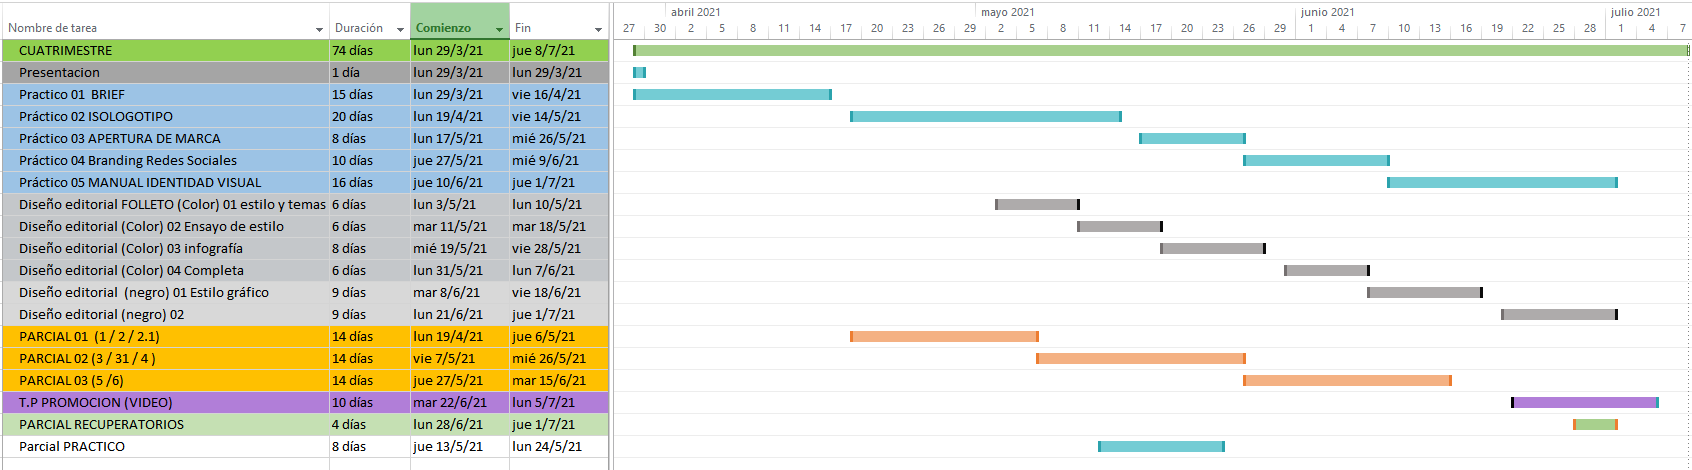 abril 2021 mayo 2021 junio 2021 julio 2021
Nombre de tarea Duración Comienzo Fin 27 30 2 5 8 11 14 17 20 23 26 29 2 5 8 11 14 17 20 23 26 29 1 4 7 10 13 16 19 22 25 28 1 4 7
CUATRIMESTRE 74 días lun 29/3/21 jue 8/7/21
Presentacion 1 día lun 29/3/21 lun 29/3/21
Practico 01 BRIEF 15 días lun 29/3/21 vie 16/4/21
Práctico 02 ISOLOGOTIPO 20 días lun 19/4/21 vie 14/5/21
Práctico 03 APERTURA DE MARCA 8 días lun 17/5/21 mié 26/5/21
Práctico 04 Branding Redes Sociales 10 días jue 27/5/21 mié 9/6/21
Práctico 05 MANUAL IDENTIDAD VISUAL 16 días jue 10/6/21 jue 1/7/21
Diseño editorial FOLLETO (Color) 01 estilo y temas 6 días lun 3/5/21 lun 10/5/21
Diseño editorial (Color) 02 Ensayo de estilo 6 días mar 11/5/21 mar 18/5/21
Diseño editorial (Color) 03 infografía 8 días mié 19/5/21 vie 28/5/21
Diseño editorial (Color) 04 Completa 6 días lun 31/5/21 lun 7/6/21
Diseño editorial (negro) 01 Estilo gráfico 9 días mar 8/6/21 vie 18/6/21
Diseño editorial (negro) 02 9 días lun 21/6/21 jue 1/7/21
PARCIAL 01 (1 / 2 / 2.1) 14 días lun 19/4/21 jue 6/5/21
PARCIAL 02 (3 / 31 / 4 ) 14 días vie 7/5/21 mié 26/5/21
PARCIAL 03 (5 /6) 14 días jue 27/5/21 mar 15/6/21
T.P PROMOCION (VIDEO) 10 días mar 22/6/21 lun 5/7/21
PARCIAL RECUPERATORIOS 4 días lun 28/6/21 jue 1/7/21
Parcial PRACTICO 8 días jue 13/5/21 lun 24/5/21